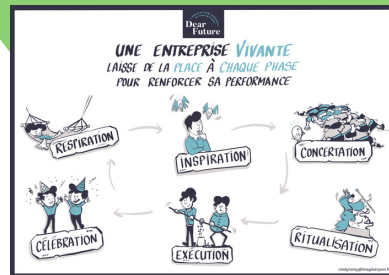 Dear
Future
UNE ENTREPRISE VIVANTE
LAISSE DE LA PLACE À CHAQUE PHASE
POUR RENFORCER SA PERFORMANCE
RESPIRATION
INSPIRATION
CONCERTATION
CÉLÉBRATION
EXÉCUTION
RITUALISATION